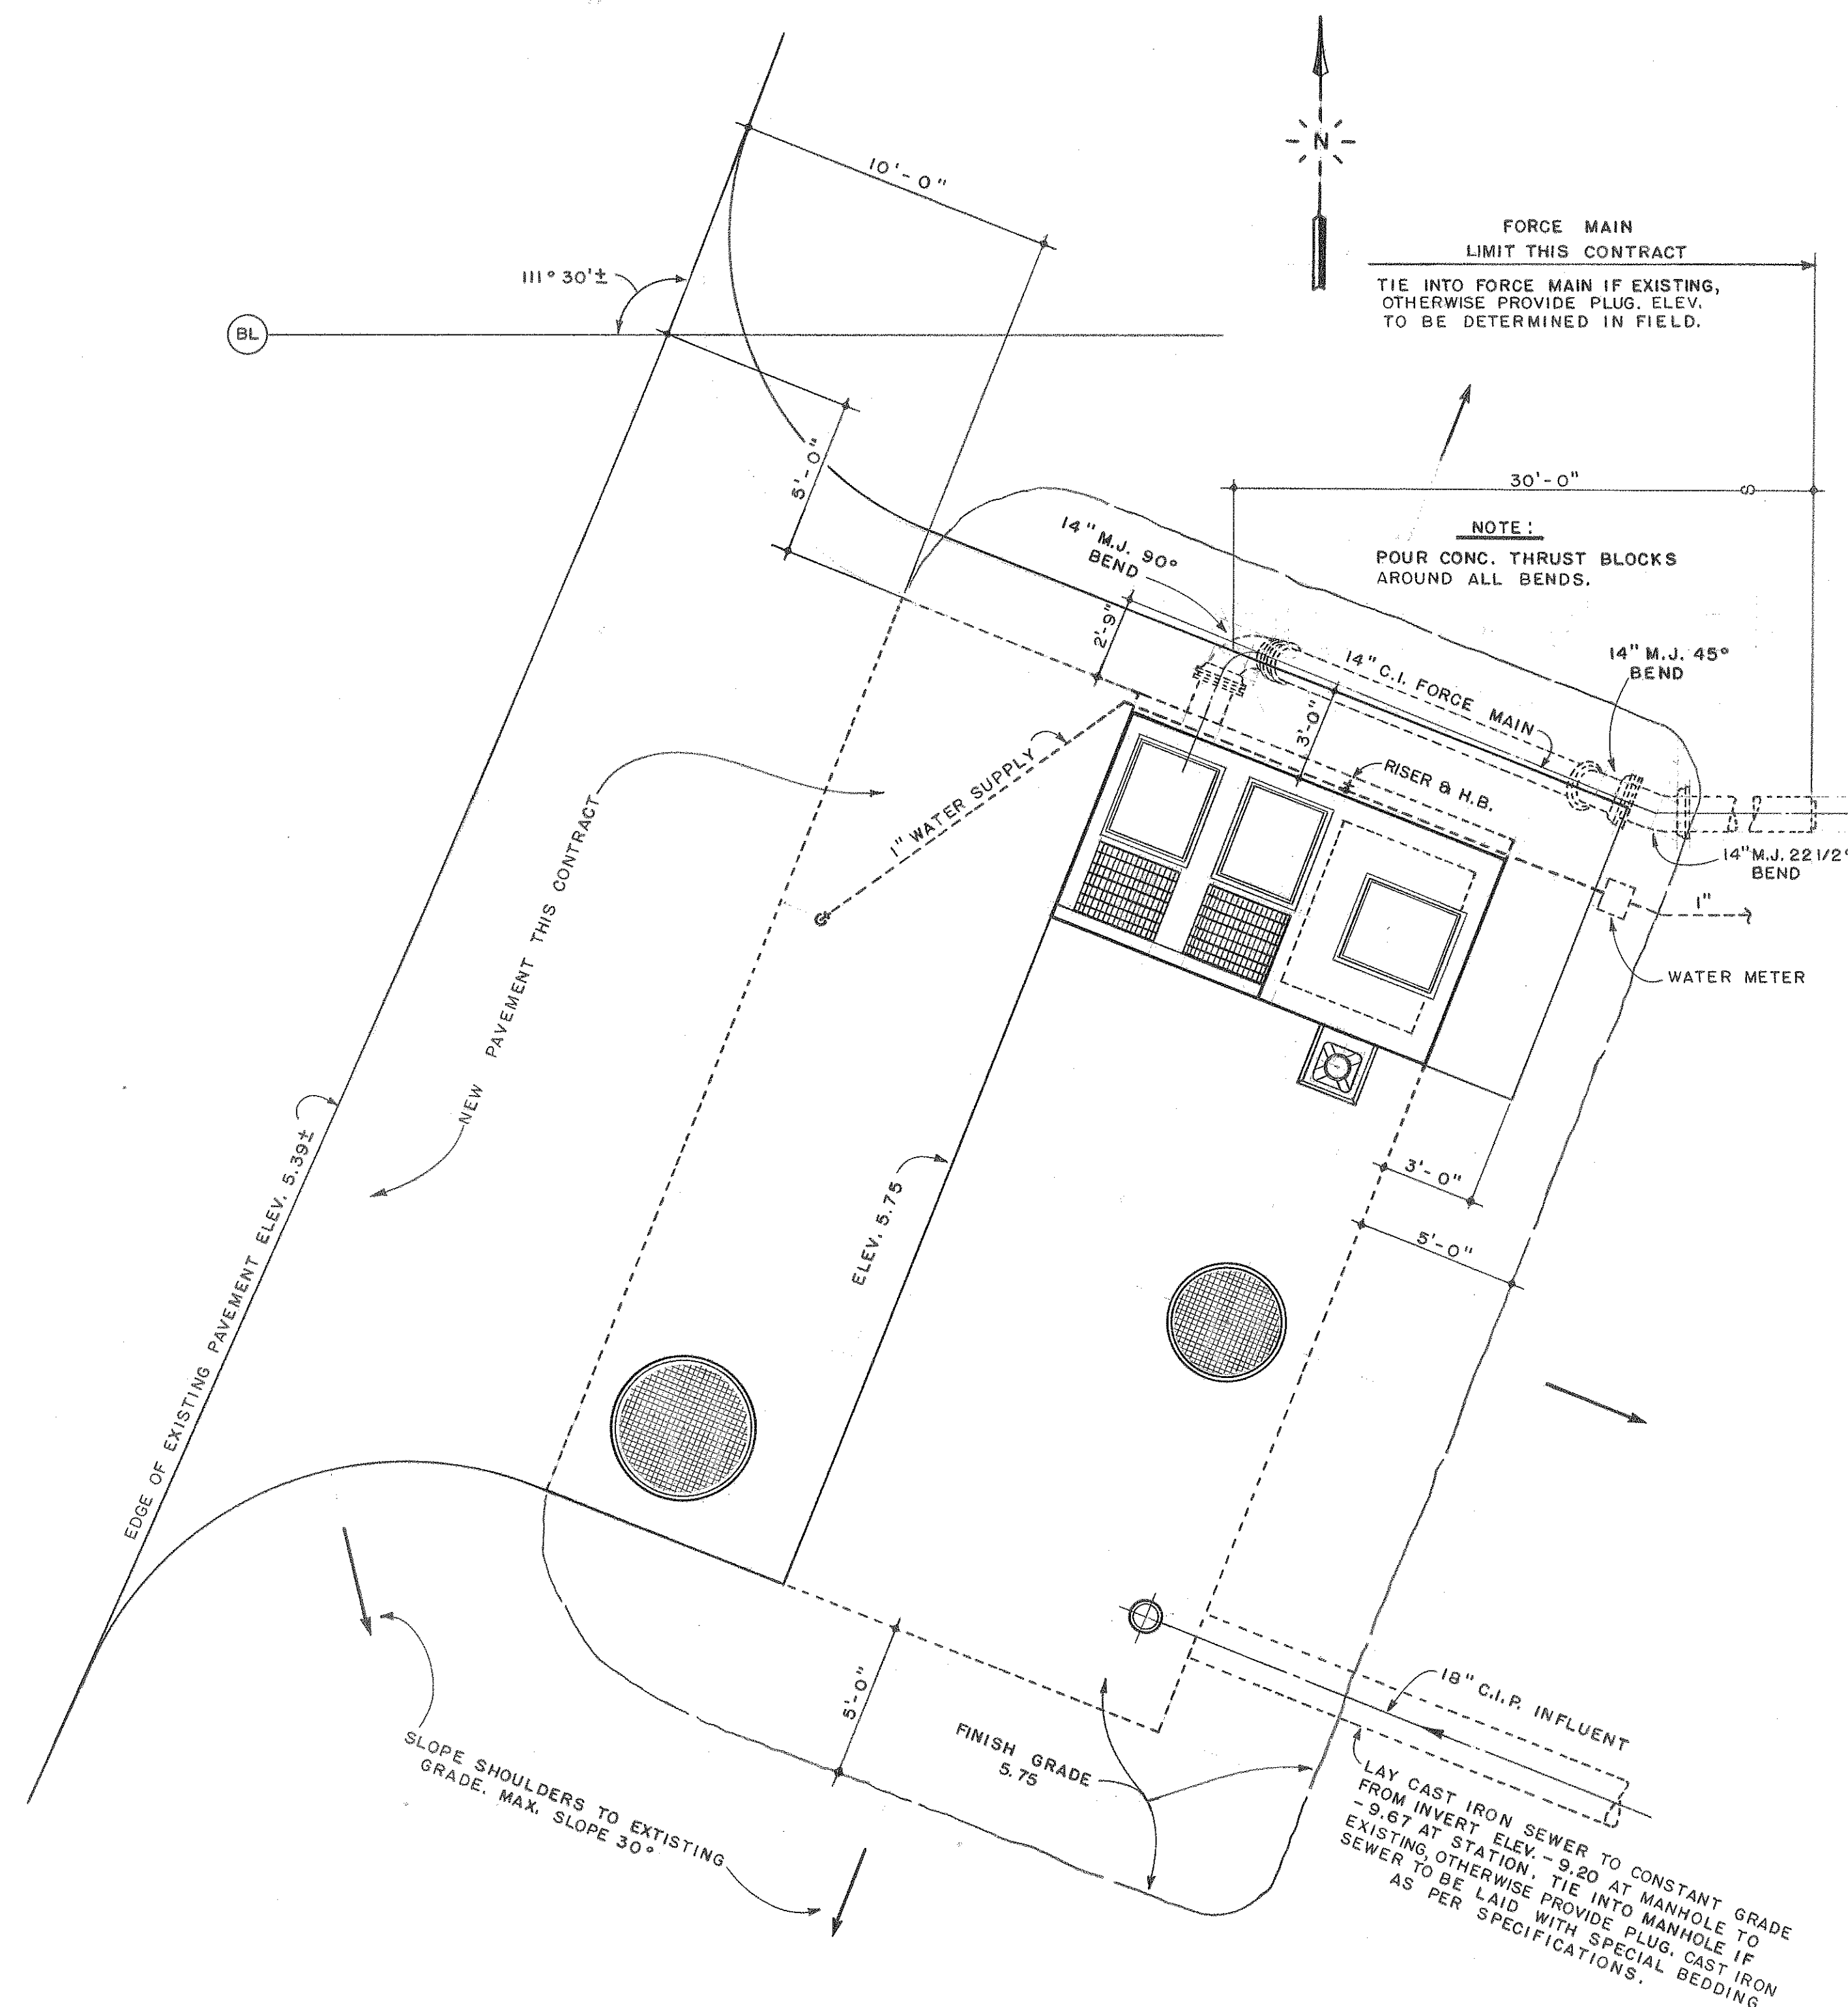 N
10'-0"
FORCE MAIN
LIMIT THIS CONTRACT
TIE INTO FORCE MAIN IF EXISTING,
OTHERWISE PROVIDE PLUG. ELEV.
TO BE DETERMINED IN FIELD.
111° 30'±
BL
5'-0"
30'-0"
NOTE:
POUR CONC. THRUST BLOCKS
AROUND ALL BENDS.
14" M.J. 90°
BEND
2'-9"
14" C.I. FORCE MAIN
14" M.J. 45°
BEND
3'-0"
RISER & H.B.
1" WATER SUPPLY
14" M.J. 22 1/2°
BEND
1"
WATER METER
NEW PAVEMENT THIS CONTRACT
EDGE OF EXISTING PAVEMENT ELEV. 5.39±
ELEV. 5.75
3'-0"
5'-0"
5'-0"
18" C.I.P. INFLUENT
FINISH GRADE
5.75
SLOPE SHOULDERS TO EXTISTING
GRADE. MAX. SLOPE 30°
LAY CAST IRON SEWER TO CONSTANT GRADE
FROM INVERT ELEV. -9.20 AT MANHOLE TO
-9.67 AT STATION. TIE INTO MANHOLE IF
EXISTING, OTHERWISE PROVIDE PLUG. CAST IRON
SEWER TO BE LAID WITH SPECIAL BEDDING
AS PER SPECIFICATIONS.